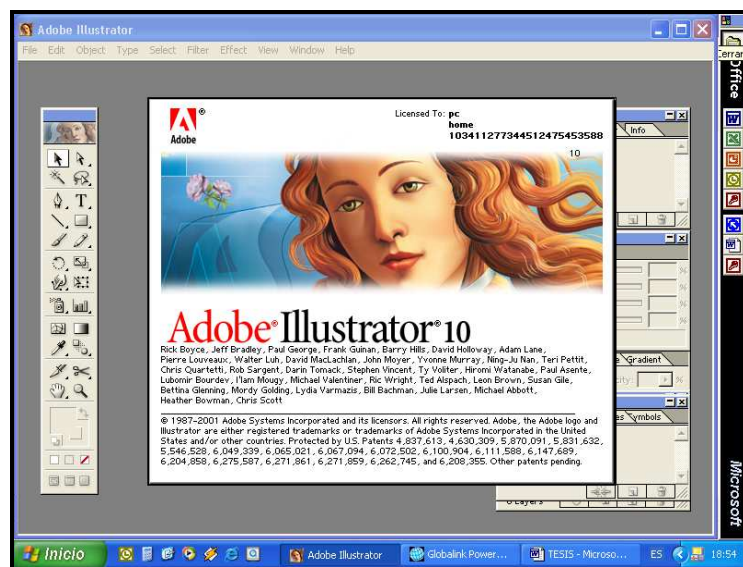 Adobe Illustrator
File Edit Object Type Select Filter Effect View Window Help
Cerrar
Office
Adobe®
Licensed To: pc
home
103411277344512475453588
10
Info
Adobe® Illustrator® 10
Rick Boyce, Jeff Bradley, Paul George, Frank Guinan, Barry Hills, David Holloway, Adam Lane,
Pierre Louveaux, Walter Luh, David MacLachlan, John Moyer, Yvonne Murray, Ning-Ju Nan, Teri Pettit,
Chris Quartetti, Rob Sargent, Darin Tomack, Stephen Vincent, Ty Voliter, Hiromi Watanabe, Paul Asente,
Lubomir Bourdev, I'lam Mougy, Michael Valentiner, Ric Wright, Ted Alspach, Leon Brown, Susan Gile,
Bettina Glenning, Mordy Golding, Lydia Varmazis, Bill Bachman, Julie Larsen, Michael Abbott,
Heather Bowman, Chris Scott
© 1987-2001 Adobe Systems Incorporated and its licensors. All rights reserved. Adobe, the Adobe logo and
Illustrator are either registered trademarks or trademarks of Adobe Systems Incorporated in the United
States and/or other countries. Protected by U.S. Patents 4,837,613, 4,630,309, 5,870,091, 5,831,632,
5,546,528, 6,049,339, 6,065,021, 6,067,094, 6,072,502, 6,100,904, 6,111,588, 6,147,689,
6,204,858, 6,275,587, 6,271,861, 6,271,859, 6,262,745, and 6,208,355. Other patents pending.
Gradient
Symbols
Layers
Microsoft
Inicio
Adobe Illustrator
Globalink Power...
TESIS - Microso...
ES
18:54